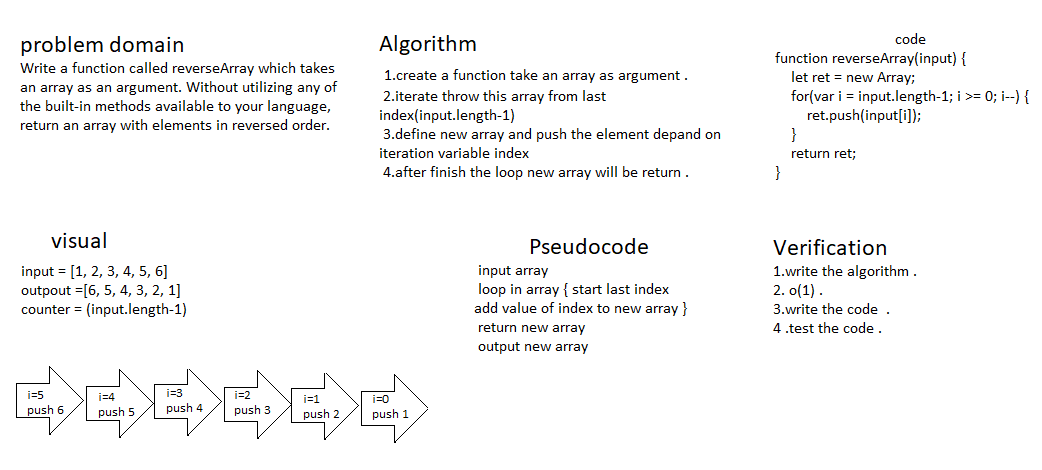 problem domain
Write a function called reverseArray which takes
an array as an argument. Without utilizing any of
the built-in methods available to your language,
return an array with elements in reversed order.
Algorithm
1.create a function take an array as argument .
2.iterate throw this array from last
index(input.length-1)
3.define new array and push the element depand on
iteration variable index
4.after finish the loop new array will be return .
code
function reverseArray(input) {
let ret = new Array;
for(var i = input.length-1; i >= 0; i--) {
ret.push(input[i]);
}
return ret;
}
visual
input = [1, 2, 3, 4, 5, 6]
outpout =[6, 5, 4, 3, 2, 1]
counter = (input.length-1)
Pseudocode
input array
loop in array { start last index
add value of index to new array }
return new array
output new array
Verification
1.write the algorithm .
2. o(1) .
3.write the code .
4 .test the code .
i=5
push 6
i=4
push 5
i=3
push 4
i=2
push 3
i=1
push 2
i=0
push 1